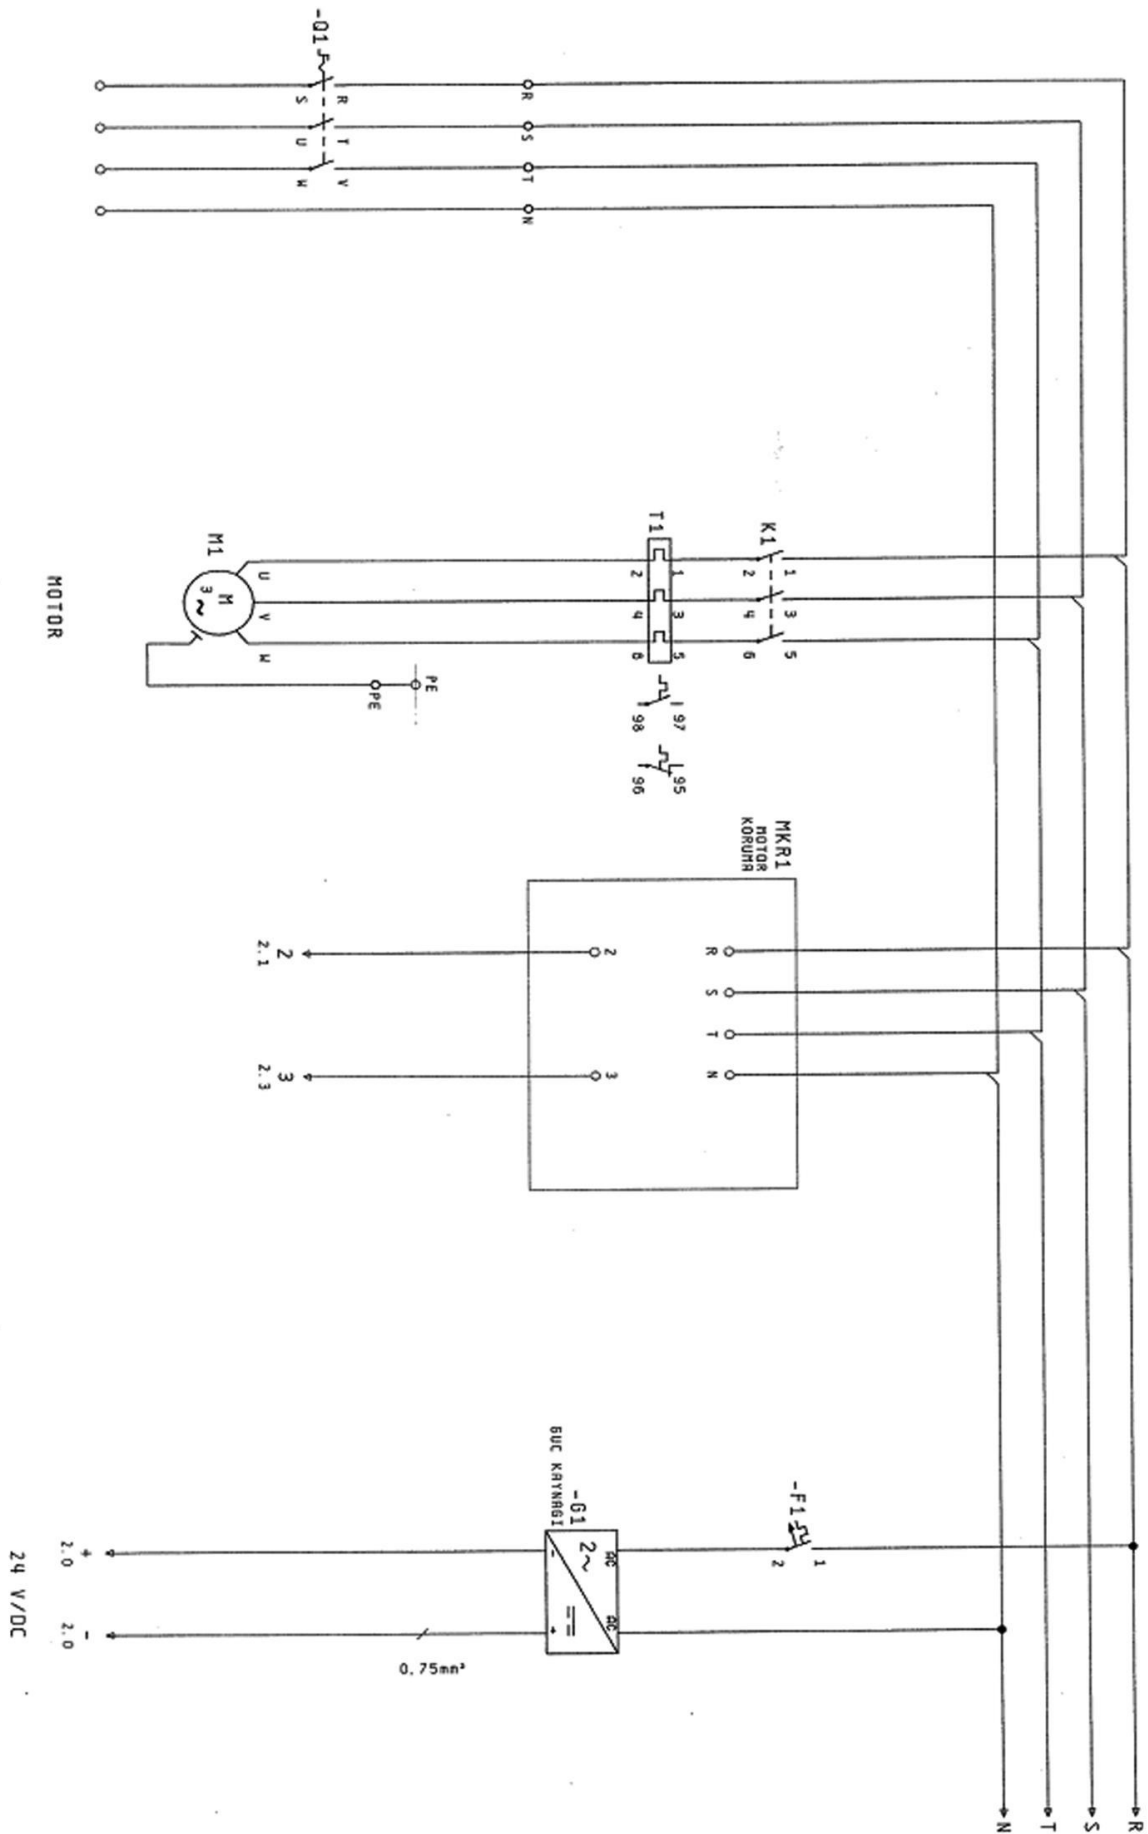 -Q1
R
S
T
U
V
W
R
S
T
N
K1
1
2
3
4
5
6
T1
1
2
3
4
5
6
97
98
95
96
M1
M
3 ~
U
V
W
PE
PE
MOTOR
MKR1
MOTOR
KORUMA
R
S
T
N
2
3
2
2.1
3
2.3
-F1
1
2
-G1
GUC KAYNAGI
AC
AC
2~
-
+
0.75mm²
+
2.0
-
2.0
24 V/DC
R
S
T
N